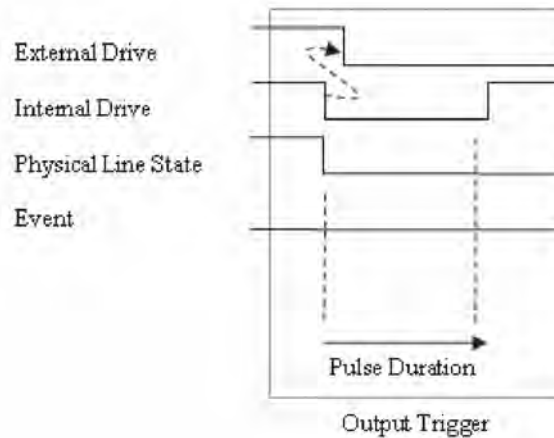 External Drive
Internal Drive
Physical Line State
Event
Pulse Duration
Output Trigger